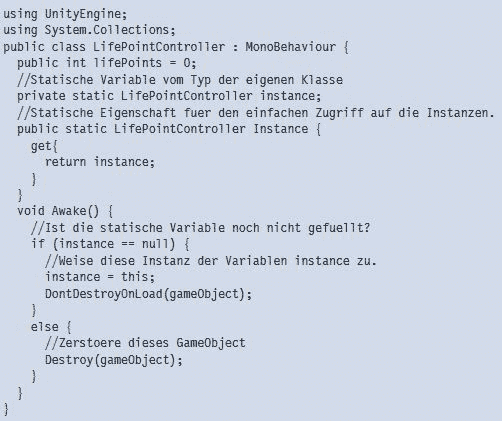 using UnityEngine;
using System.Collections;
public class LifePointController : MonoBehaviour {
  public int lifePoints = 0;
  //Statische Variable vom Typ der eigenen Klasse
  private static LifePointController instance;
  //Statische Eigenschaft fuer den einfachen Zugriff auf die Instanzen.
  public static LifePointController Instance {
    get{
      return instance;
    }
  }
  void Awake() {
    //Ist die statische Variable noch nicht gefuellt?
    if (instance == null) {
      //Weise diese Instanz der Variablen instance zu.
      instance = this;
      DontDestroyOnLoad(gameObject);
    }
    else {
      //Zerstoere dieses GameObject
      Destroy(gameObject);
    }
  }
}